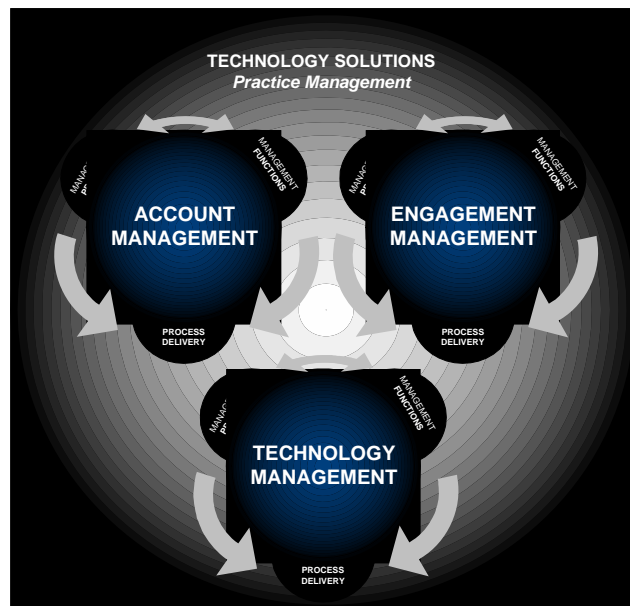 TECHNOLOGY SOLUTIONS
Practice Management
MANAGEMENT
FUNCTIONS
MANAGEMENT
FUNCTIONS
ACCOUNT
MANAGEMENT
ENGAGEMENT
MANAGEMENT
PROCESS
DELIVERY
PROCESS
DELIVERY
MANAGEMENT
FUNCTIONS
TECHNOLOGY
MANAGEMENT
PROCESS
DELIVERY